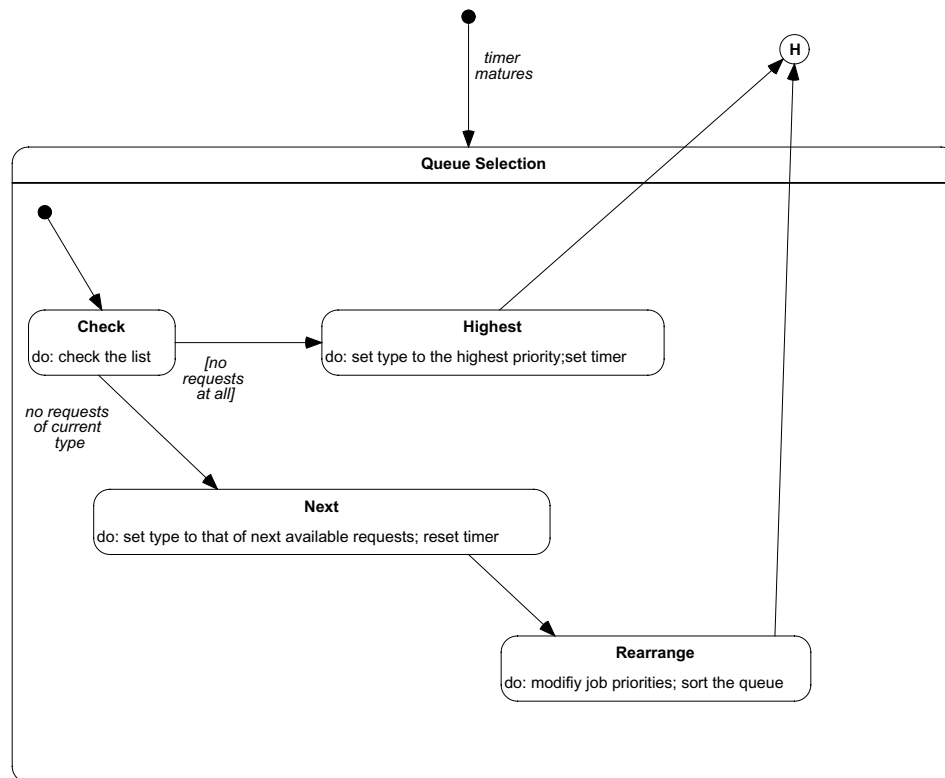 H
timer
matures
Queue Selection
Check
do: check the list
Highest
do: set type to the highest priority;set timer
[no
requests
at all]
no requests
of current
type
Next
do: set type to that of next available requests; reset timer
Rearrange
do: modifiy job priorities; sort the queue